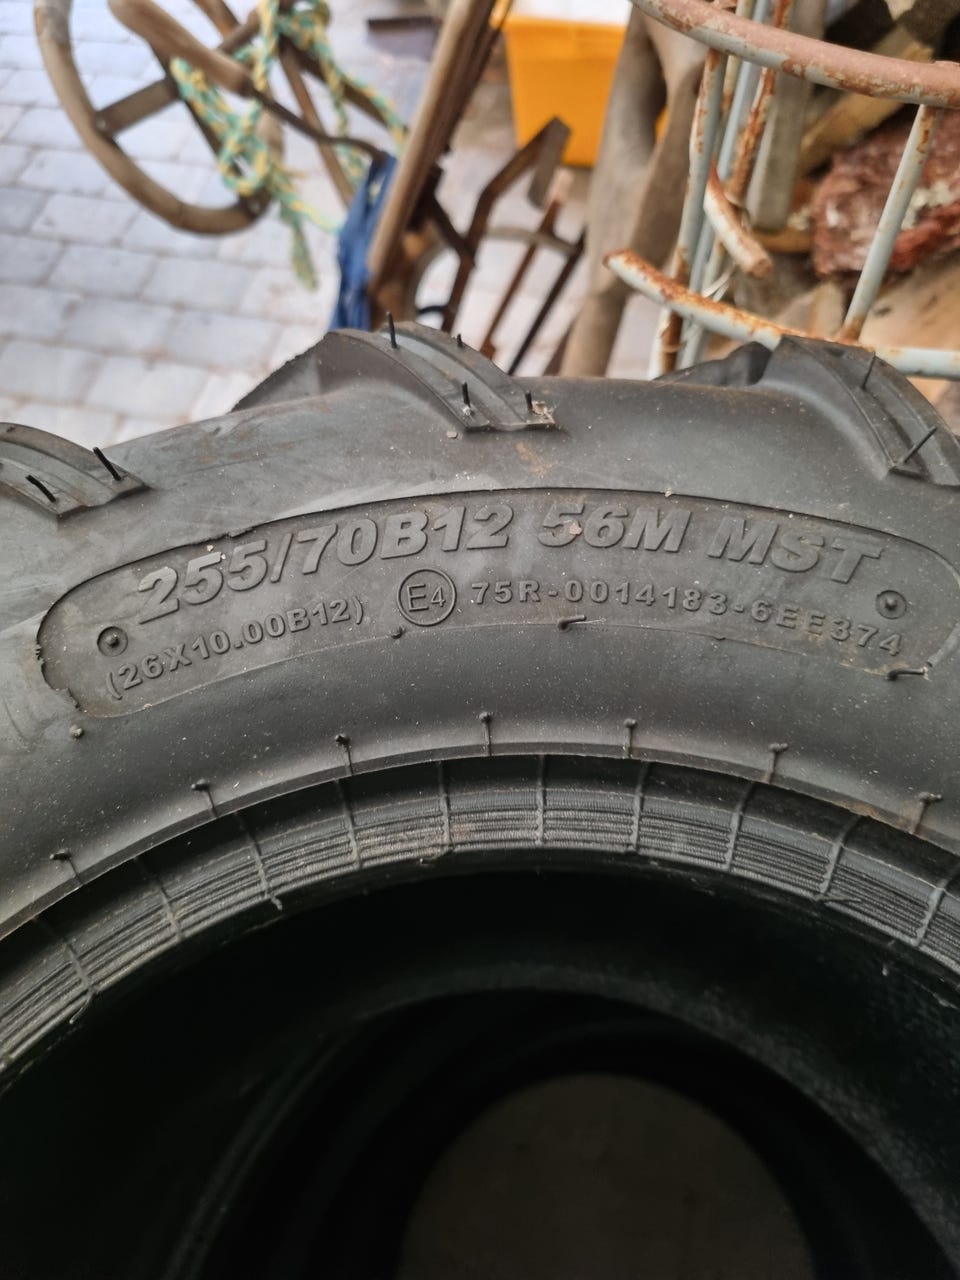 255/70B12 56M MST
(26X10.00B12) E4 75R-0014183-6EE374